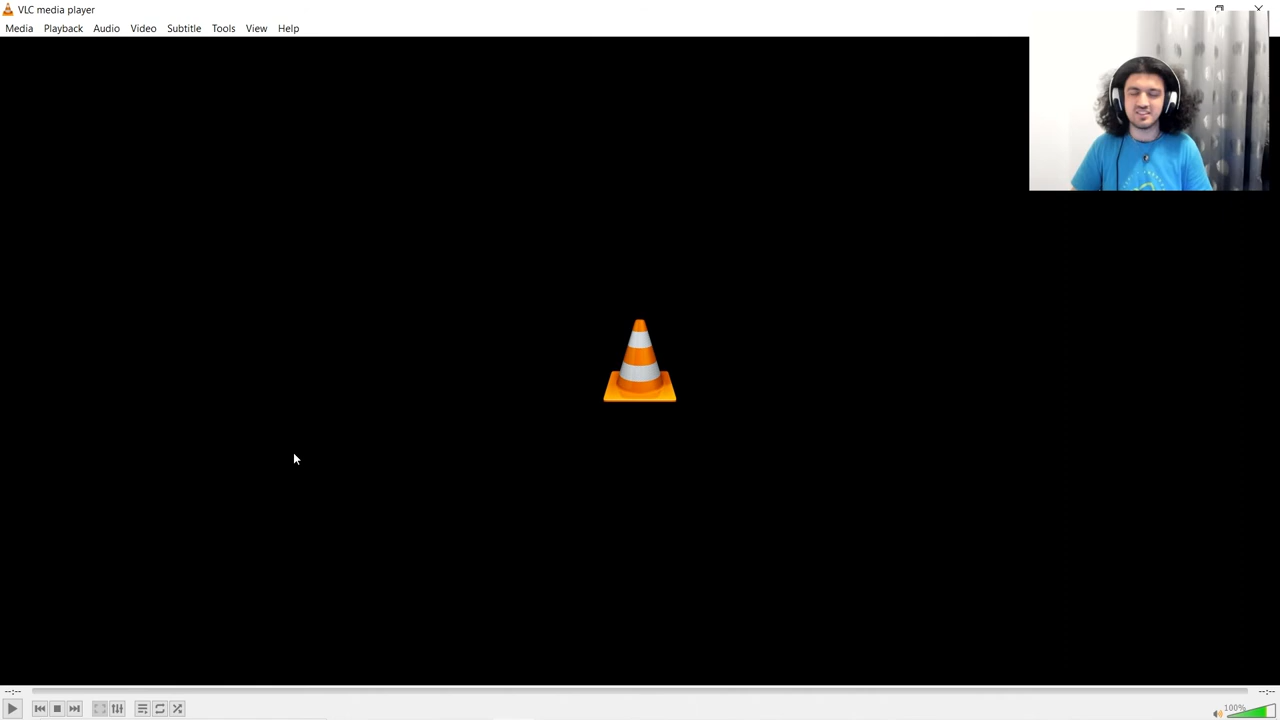 VLC media player
Media Playback Audio Video Subtitle Tools View Help
--:-- --:--
100%